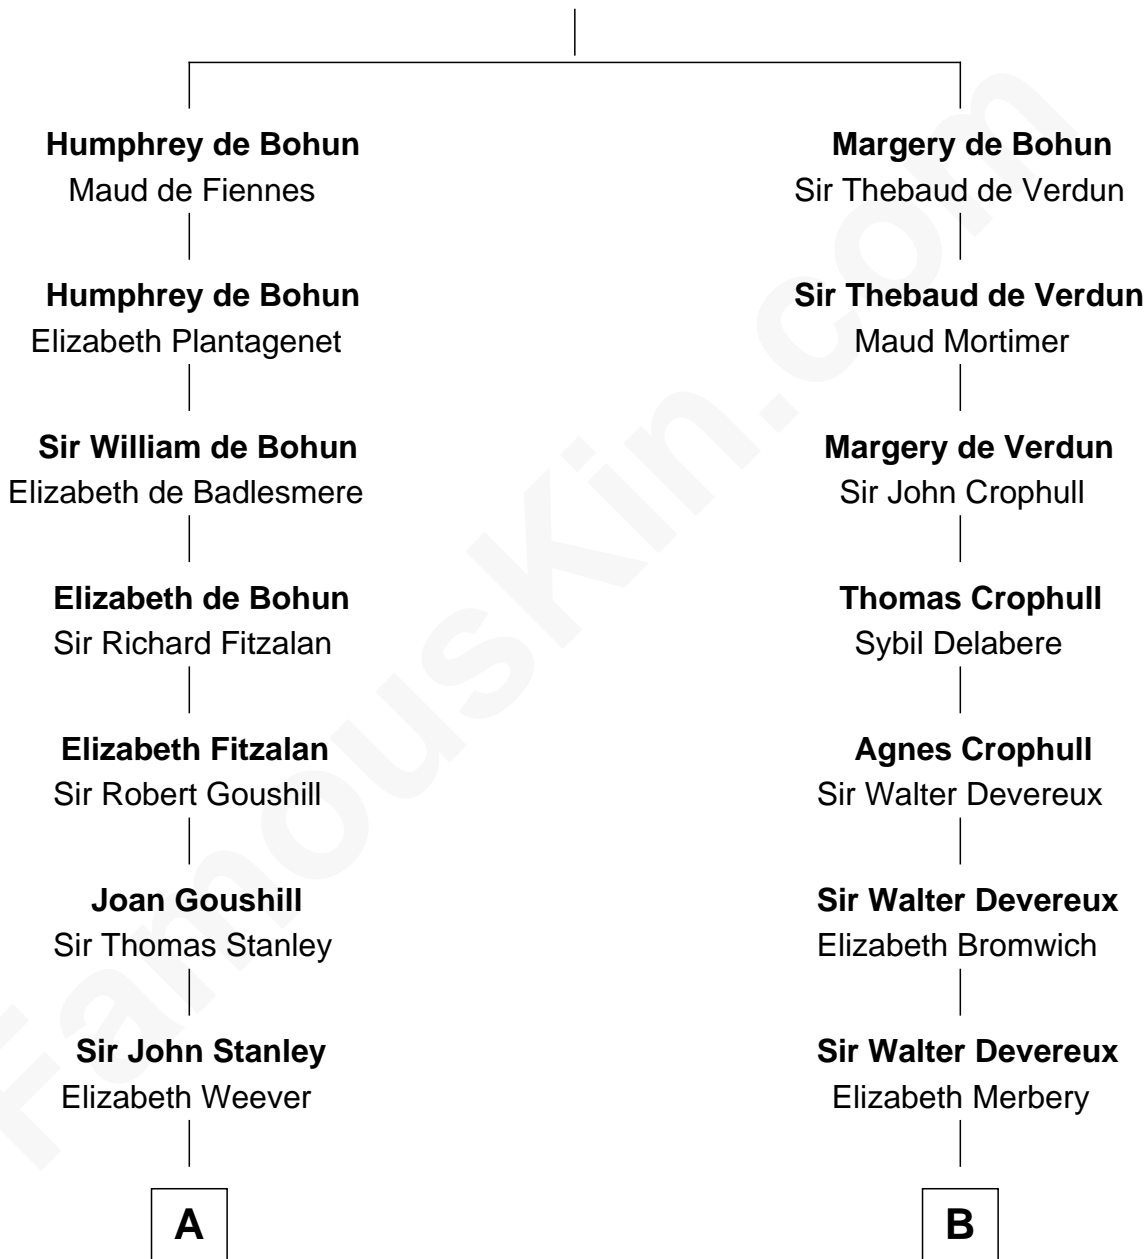 Humphrey de Bohun
Maud de Fiennes
Margery de Bohun
Sir Thebaud de Verdun
Humphrey de Bohun
Elizabeth Plantagenet
Sir Thebaud de Verdun
Maud Mortimer
Sir William de Bohun
Elizabeth de Badlesmere
Margery de Verdun
Sir John Crophull
Elizabeth de Bohun
Sir Richard Fitzalan
Thomas Crophull
Sybil Delabere
Elizabeth Fitzalan
Sir Robert Goushill
Agnes Crophull
Sir Walter Devereux
Joan Goushill
Sir Thomas Stanley
Sir Walter Devereux
Elizabeth Bromwich
Sir John Stanley
Elizabeth Weever
Sir Walter Devereux
Elizabeth Merbery
A
B
FamousKin.com